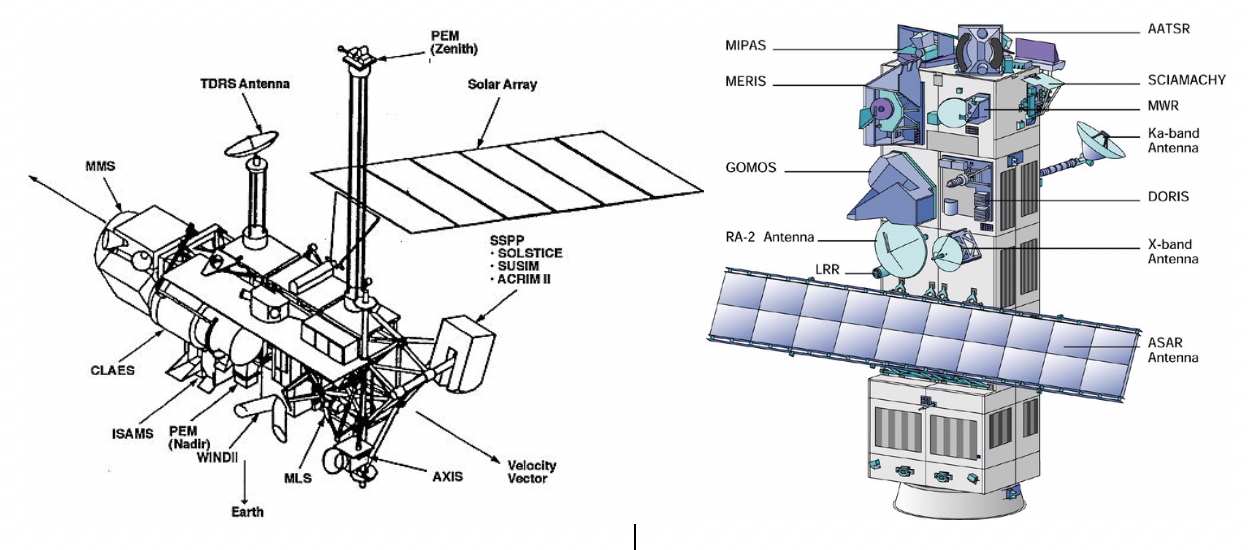 PEM
(Zenith)
TDRS Antenna
Solar Array
MMS
SSPP
· SOLSTICE
· SUSIM
· ACRIM II
CLAES
ISAMS
PEM
(Nadir)
WINDII
MLS
AXIS
Velocity
Vector
Earth
MIPAS
AATSR
MERIS
SCIAMACHY
MWR
Ka-band
Antenna
GOMOS
DORIS
RA-2 Antenna
X-band
Antenna
LRR
ASAR
Antenna